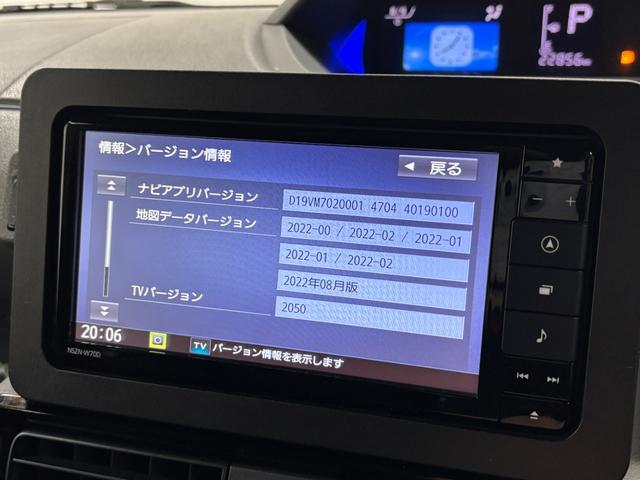 P
22856km
情報>バージョン情報
戻る
ナビアプリバージョン
D19VM7020001 4704 40190100
地図データバージョン
2022-00 / 2022-02 / 2022-01
2022-01 / 2022-02
2022年08月版
TVバージョン
2050
20:06
TV バージョン情報を表示します
NSZN-W70D